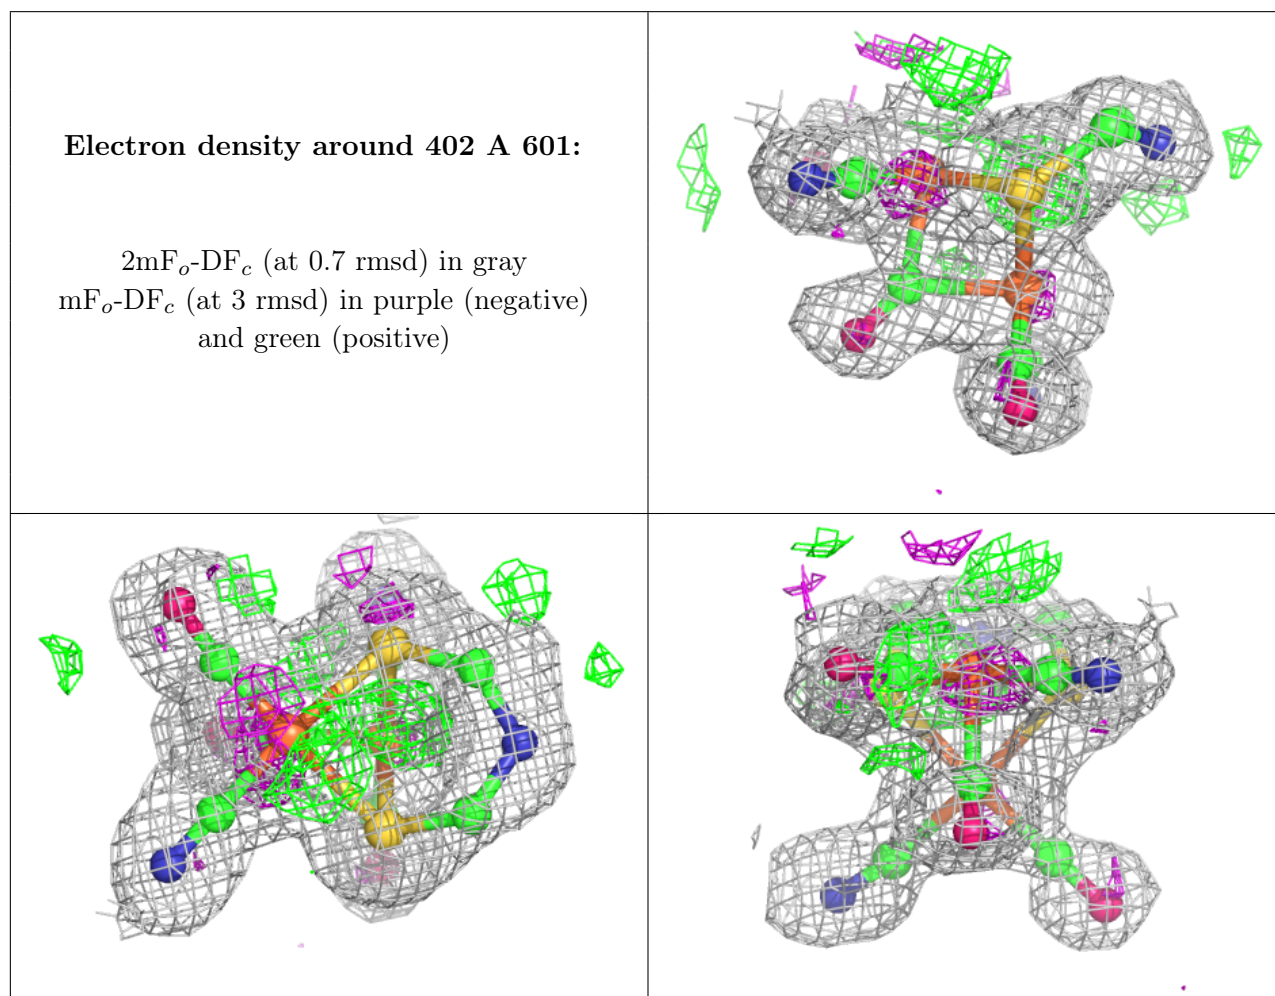 Electron density around 402 A 601:
2mFo-DFc (at 0.7 rmsd) in gray
mFo-DFc (at 3 rmsd) in purple (negative)
and green (positive)